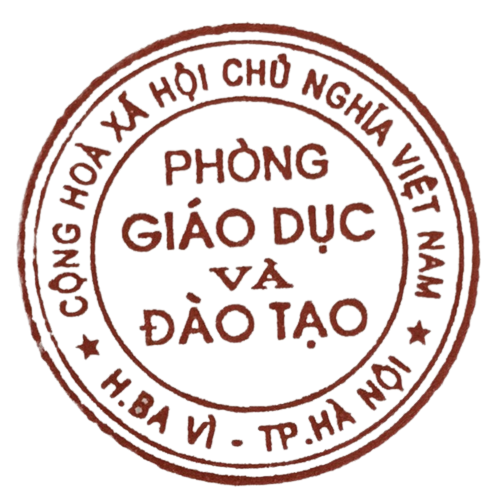 CỘNG HOÀ XÃ HỘI CHỦ NGHĨA VIỆT NAM
PHÒNG
GIÁO DỤC
VÀ
ĐÀO TẠO
★ H.BA VÌ - TP.HÀ NỘI ★